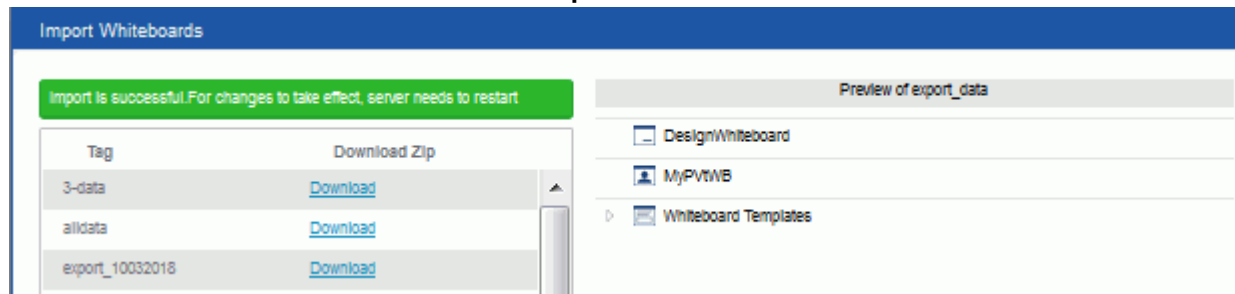 Import Whiteboards
Import is successful.For changes to take effect, server needs to restart
Preview of export_data
Tag Download Zip
3-data Download
alldata Download
export_10032018 Download
DesignWhiteboard
MyPVtWB
Whiteboard Templates